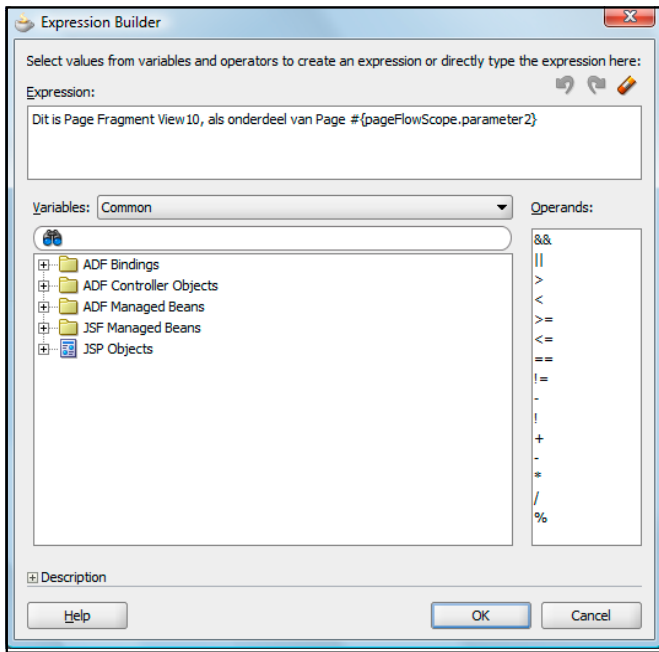 Expression Builder
Select values from variables and operators to create an expression or directly type the expression here:
Expression:
Dit is Page Fragment View10, als onderdeel van Page #{pageFlowScope.parameter2}
Variables: Common
Operands:
ADF Bindings
ADF Controller Objects
ADF Managed Beans
JSF Managed Beans
JSP Objects
&&
||
>
<
>=
<=
==
!=
-
!
+
-
*
/
%
Description
Help
OK
Cancel